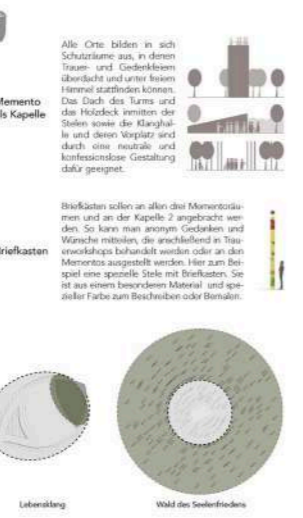 Alle Orte bilden in sich
Schutzräume aus, in denen
Trauer- und Gedenkfeiern
überdacht und unter freiem
Himmel stattfinden können.
Das Dach des Turms und
das Holzdeck inmitten der
Stelen sowie die Klanghal-
le und deren Vorplatz sind
durch eine neutrale und
konfessionslose Gestaltung
dafür geeignet.
Memento
als Kapelle
Briefkästen sollen an allen drei Mementoräu-
men und an der Kapelle 2 angebracht wer-
den. So kann man anonym Gedanken und
Wünsche mitteilen, die anschließend in Trau-
erworkshops behandelt werden oder an den
Mementos ausgestellt werden. Hier zum Bei-
spiel eine spezielle Stele mit Briefkasten. Sie
ist aus einem besonderen Material und spe-
zieller Farbe zum Beschreiben oder Bemalen.
Briefkasten
Lebensklang
Wald des Seelenfriedens